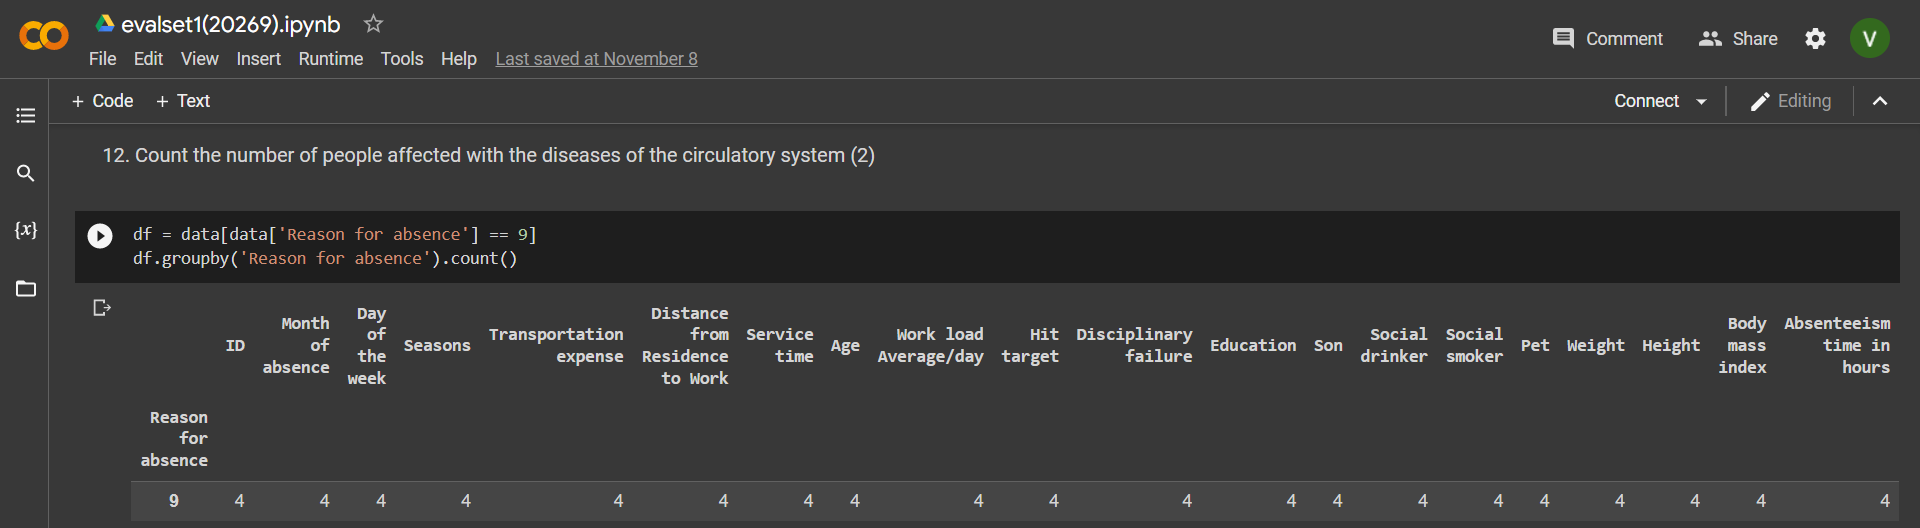 evalset1(20269).ipynb
File Edit View Insert Runtime Tools Help Last saved at November 8
Comment Share V
+ Code + Text
Connect Editing
12. Count the number of people affected with the diseases of the circulatory system (2)
{x}
df = data[data['Reason for absence'] == 9]
df.groupby('Reason for absence').count()
ID Month of absence Day of the week Seasons Transportation expense Distance from Residence to Work Service time Age Work load Average/day Hit target Disciplinary failure Education Son Social drinker Social smoker Pet Weight Height Body mass index Absenteeism time in hours
Reason for absence
9 4 4 4 4 4 4 4 4 4 4 4 4 4 4 4 4 4 4 4 4